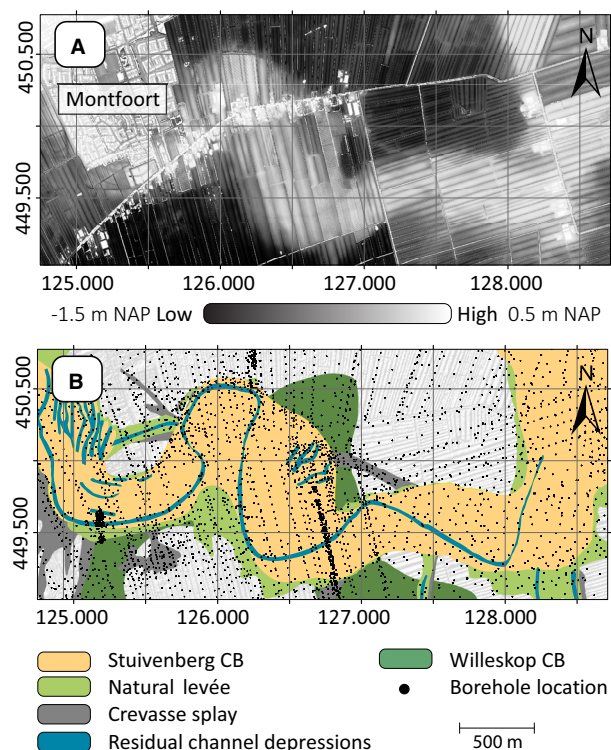 A
N
450.500
Montfoort
449.500
125.000 126.000 127.000 128.000
-1.5 m NAP Low High 0.5 m NAP
B
N
450.500
449.500
125.000 126.000 127.000 128.000
Stuivenberg CB
Willeskop CB
Natural levée
Borehole location
Crevasse splay
Residual channel depressions
500 m